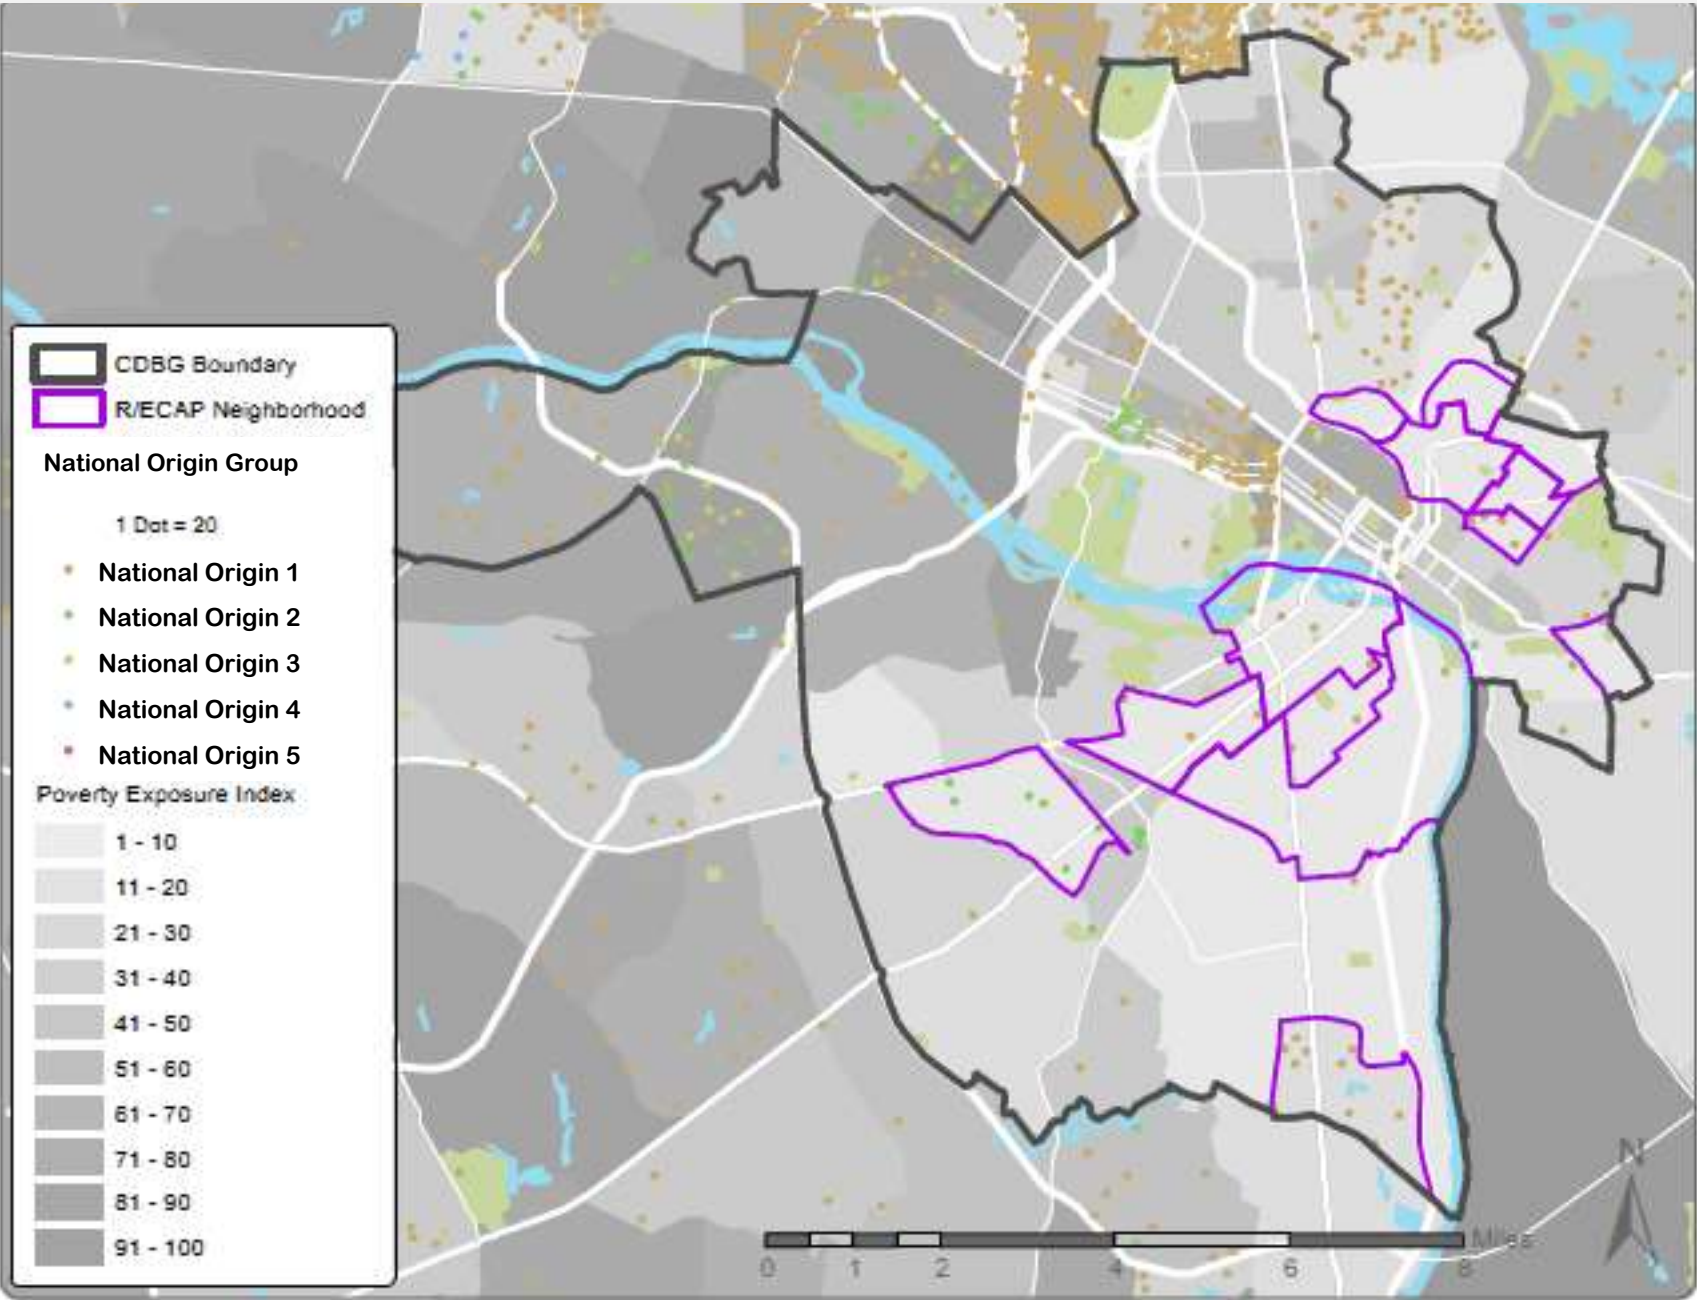 CDBG Boundary
R/ECAP Neighborhood
National Origin Group
1 Dot = 20
National Origin 1
National Origin 2
National Origin 3
National Origin 4
National Origin 5
Poverty Exposure Index
1 - 10
11 - 20
21 - 30
31 - 40
41 - 50
51 - 60
61 - 70
71 - 80
81 - 90
91 - 100
N
Miles
0 1 2 4 6 8